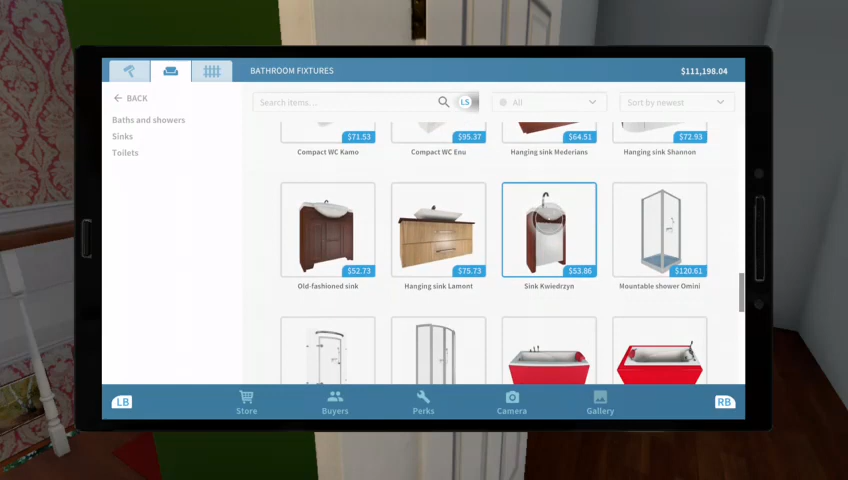 BATHROOM FIXTURES
$111,198.04
BACK
Search items. ..
LS
All
Sort by newest
Baths and showers
Sinks
Toilets
$71.53
$95.37
$64.51
$72.93
Compact WC Kamo
Compact WC Enu
Hanging sink Mederians
Hanging sink Shannon
$52.73
$75.73
$53.86
$120.61
Old-fashioned sink
Hanging sink Lamont
Sink Kwiedrzyn
Mountable shower Omini
LB
Store
Buyers
Perks
Camera
Gallery
RB